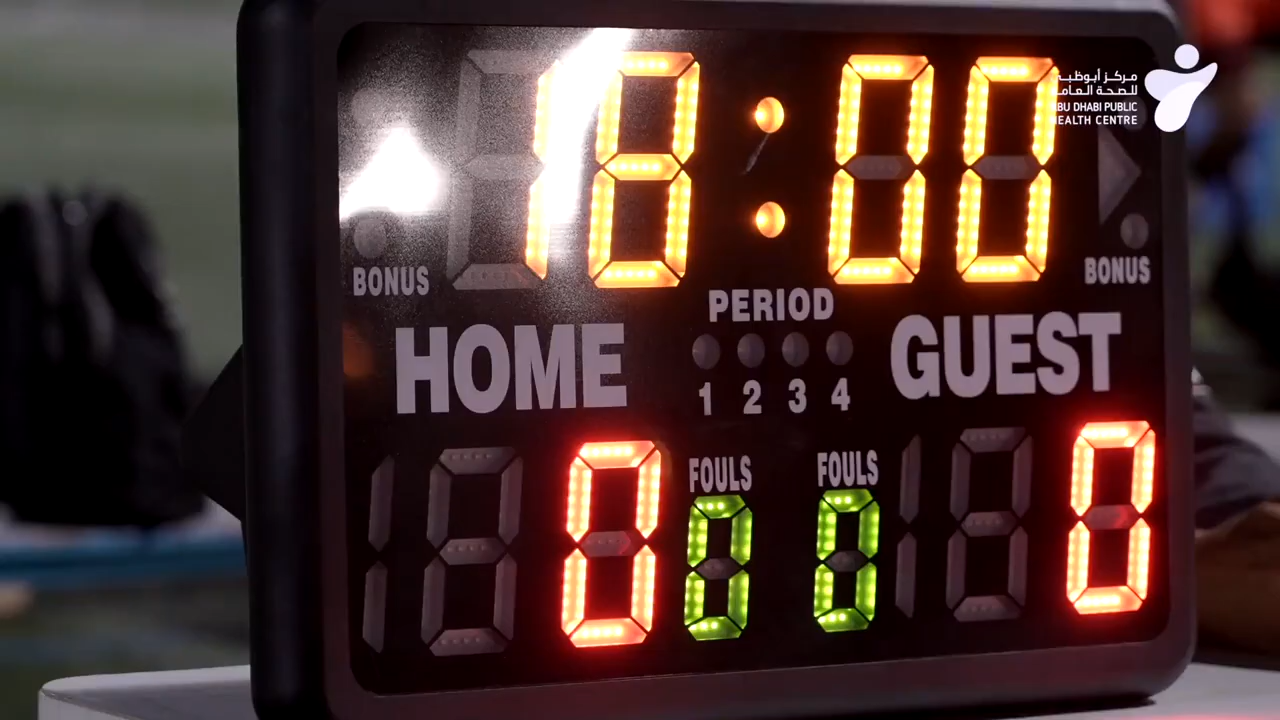 18:00
مركز أبوظبي
للصحة العامة
ABU DHABI PUBLIC
HEALTH CENTRE
BONUS
BONUS
PERIOD
HOME
GUEST
1 2 3 4
FOULS
FOULS
0
0
0
0